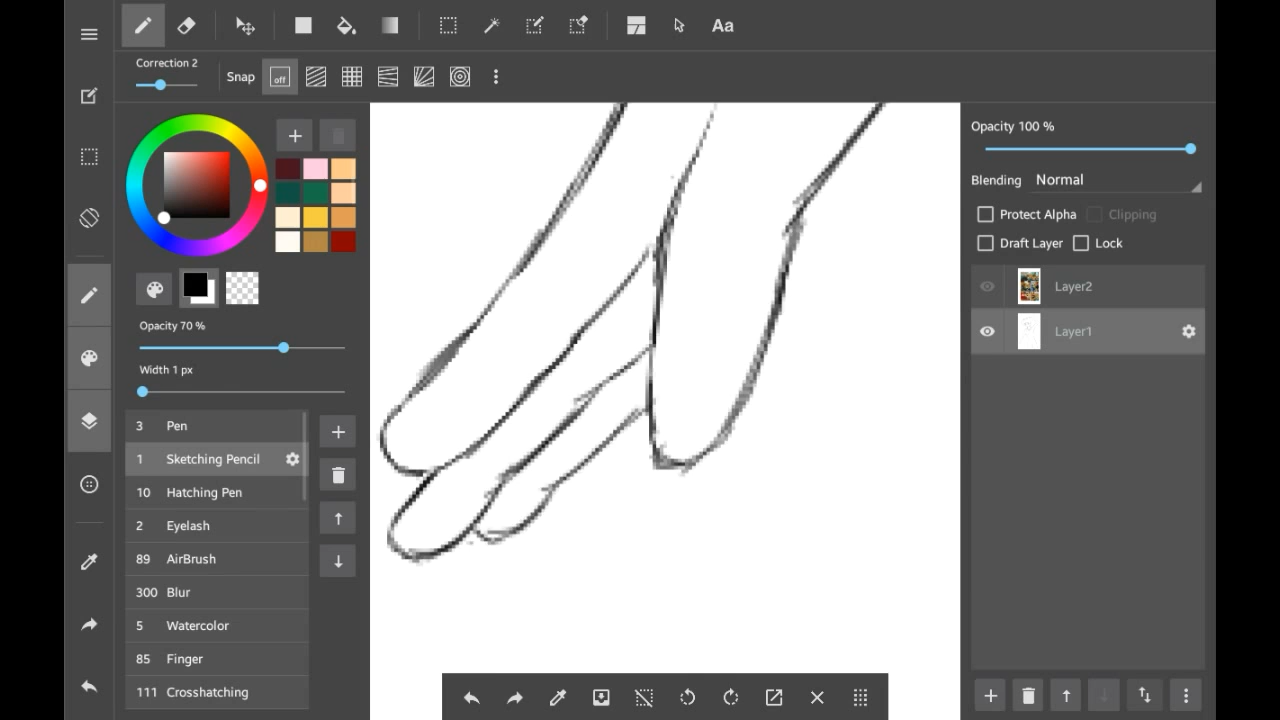 Aa
Correction 2
Snap
off
Opacity 100 %
Blending Normal
Protect Alpha
Clipping
Draft Layer
Lock
Layer2
Layer1
Opacity 70 %
Width 1 px
3 Pen
1 Sketching Pencil
10 Hatching Pen
2 Eyelash
89 AirBrush
300 Blur
5 Watercolor
85 Finger
111 Crosshatching